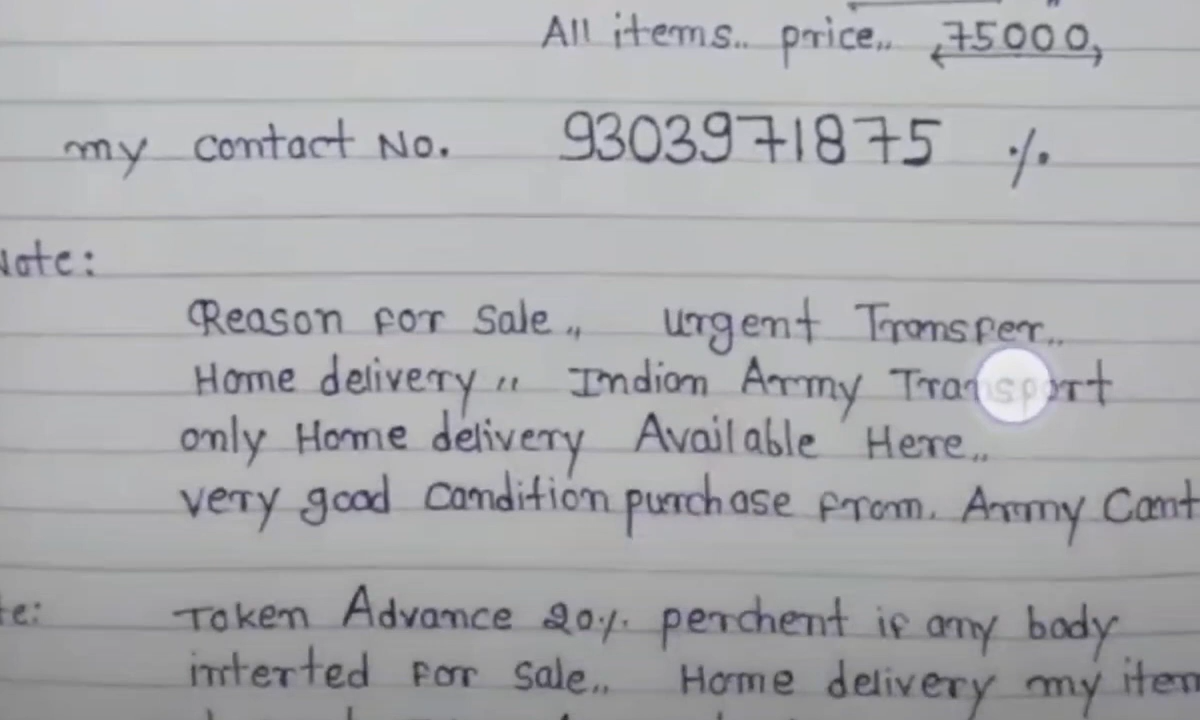 All items.. price.. 75000
my contact No. 9303971875 %.
Note:
Reason for sale.. urgent Transfer..
Home delivery.. Indian Army Transport
only Home delivery Available Here..
very good condition purchase from. Army Cant
te: Token Advance 20%. perchent if any body
interted for sale.. Home delivery my item